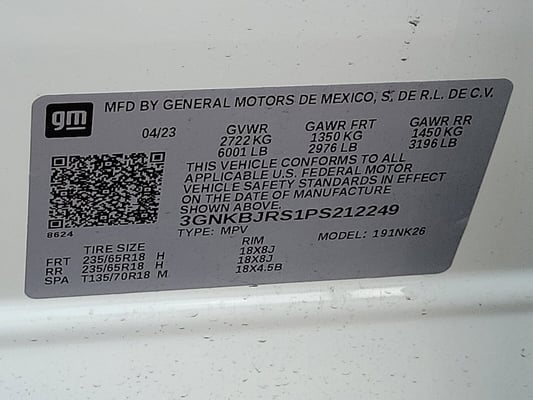 gm
MFD BY GENERAL MOTORS DE MEXICO, S, DE R.L. DE C.V.
04/23 GVWR GAWR FRT GAWR RR
2722 KG 1350 KG 1450 KG
6001 LB 2976 LB 3196 LB
THIS VEHICLE CONFORMS TO ALL
APPLICABLE U.S. FEDERAL MOTOR
VEHICLE SAFETY STANDARDS IN EFFECT
ON THE DATE OF MANUFACTURE
SHOWN ABOVE.
3GNKBJRS1PS212249
8624 TYPE: MPV MODEL: 191NK26
TIRE SIZE RIM
FRT 235/65R18 H 18X8J
RR 235/65R18 H 18X8J
SPA T135/70R18 M 18X4.5B